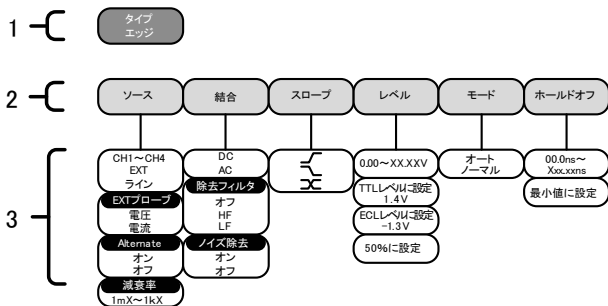 1
タイプ
エッジ
2
ソース
結合
スロープ
レベル
モード
ホールドオフ
3
CH1～CH4
EXT
ライン
EXTプローブ
電圧
電流
Alternate
オン
オフ
減衰率
1mX～1kX
DC
AC
除去フィルタ
オフ
HF
LF
ノイズ除去
オン
オフ
0.00～XX.XXV
TTLレベルに設定
1.4V
ECLレベルに設定
-1.3V
50%に設定
オート
ノーマル
00.0ns～
Xxx.xxns
最小値に設定